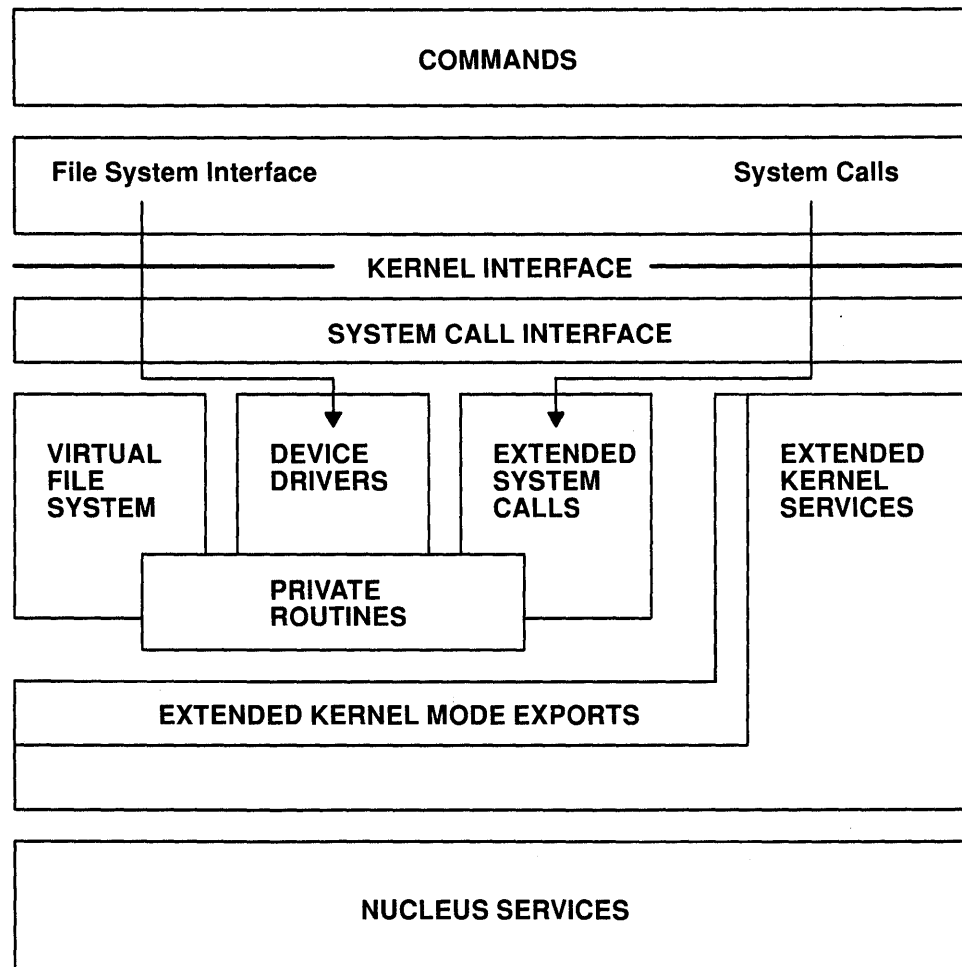 COMMANDS
File System Interface
System Calls
KERNEL INTERFACE
SYSTEM CALL INTERFACE
VIRTUAL
FILE
SYSTEM
DEVICE
DRIVERS
EXTENDED
SYSTEM
CALLS
EXTENDED
KERNEL
SERVICES
PRIVATE
ROUTINES
EXTENDED KERNEL MODE EXPORTS
NUCLEUS SERVICES